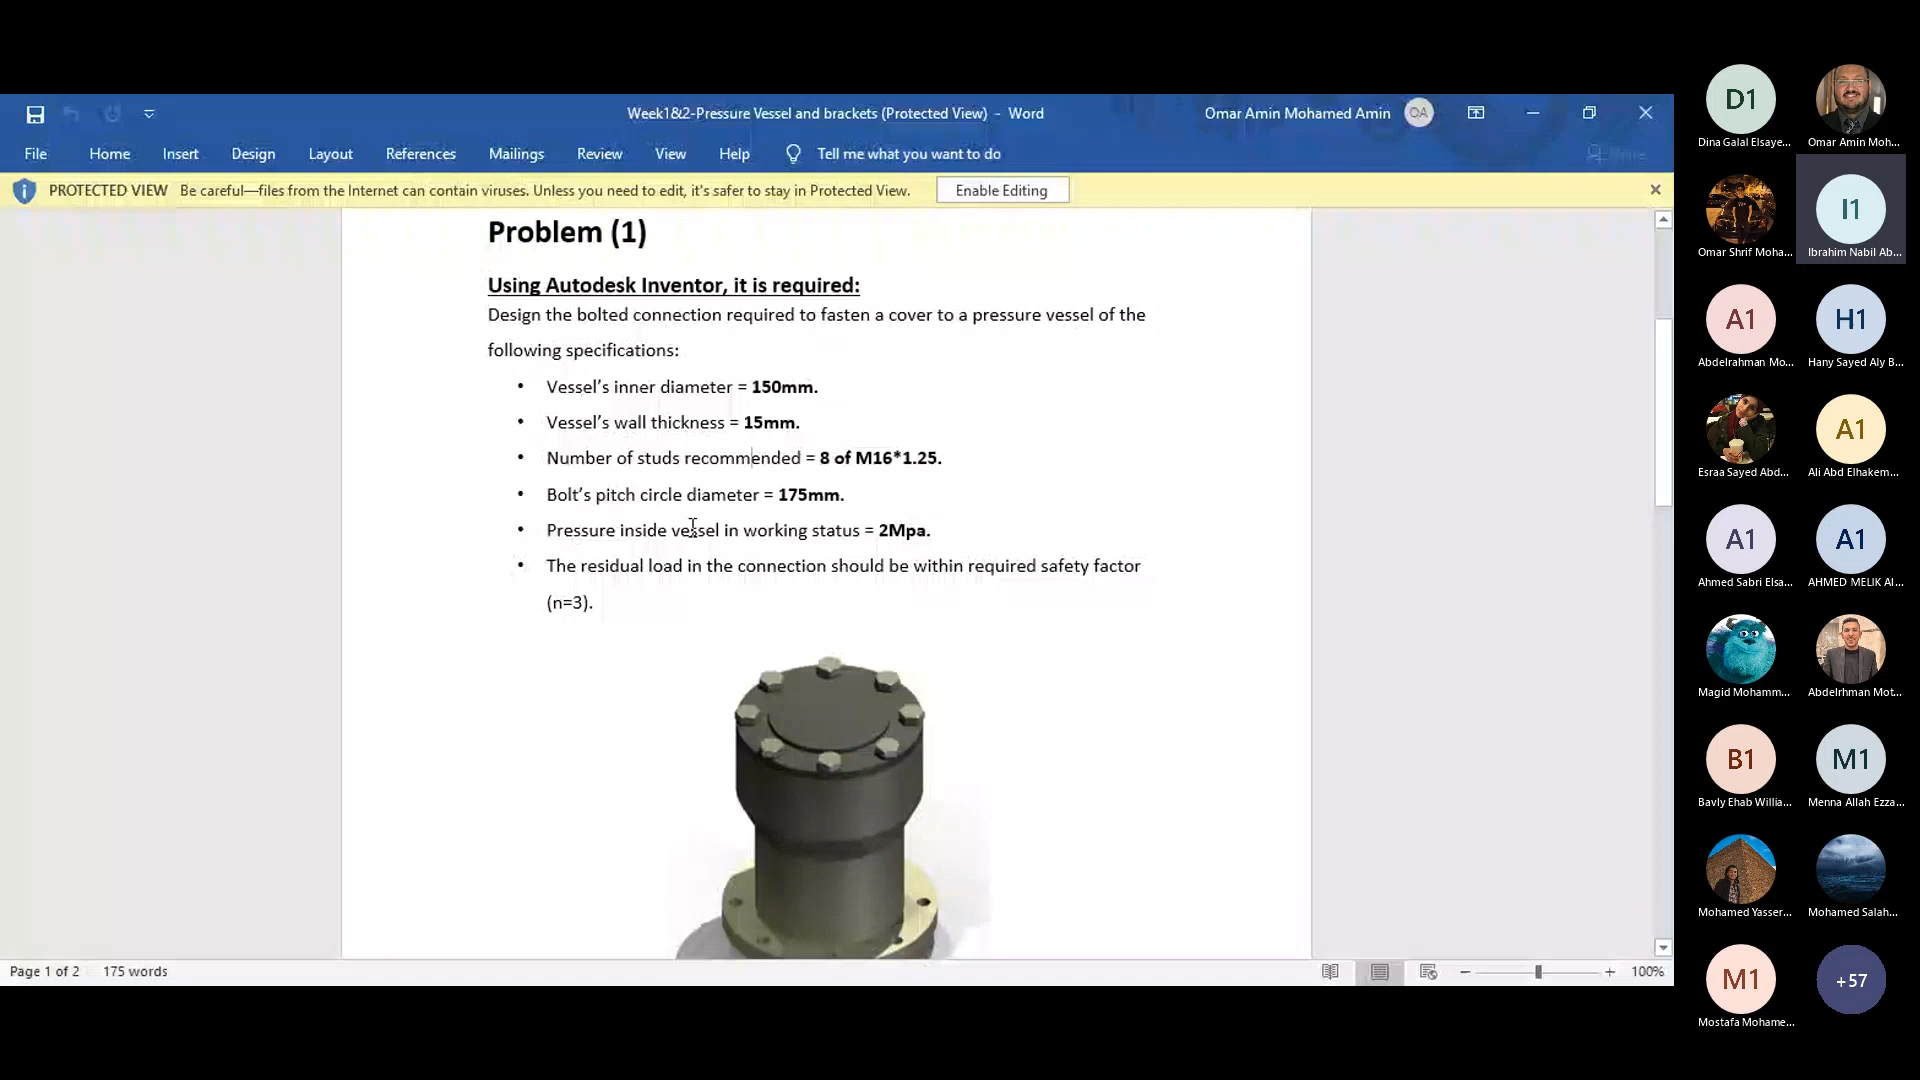 Week1&2-Pressure Vessel and brackets (Protected View) - Word
Omar Amin Mohamed Amin
OA
File Home Insert Design Layout References Mailings Review View Help Tell me what you want to do
PROTECTED VIEW Be careful—files from the Internet can contain viruses. Unless you need to edit, it's safer to stay in Protected View. Enable Editing
Problem (1)
Using Autodesk Inventor, it is required:
Design the bolted connection required to fasten a cover to a pressure vessel of the
following specifications:
• Vessel's inner diameter = 150mm.
• Vessel's wall thickness = 15mm.
• Number of studs recommended = 8 of M16*1.25.
• Bolt's pitch circle diameter = 175mm.
• Pressure inside vessel in working status = 2Mpa.
• The residual load in the connection should be within required safety factor
(n=3).
Page 1 of 2 175 words
100%
D1
Dina Galal Elsaye... Omar Amin Moh...
I1
Omar Shrif Moha... Ibrahim Nabil Ab...
A1 H1
Abdelrahman Mo... Hany Sayed Aly B...
A1
Esraa Sayed Abd... Ali Abd Elhakem...
A1 A1
Ahmed Sabri Elsa... AHMED MELIK Al...
Magid Mohamm... Abdelrhman Mot...
B1 M1
Bavly Ehab Willia... Menna Allah Ezza...
Mohamed Yasser... Mohamed Salah...
M1 +57
Mostafa Mohame...